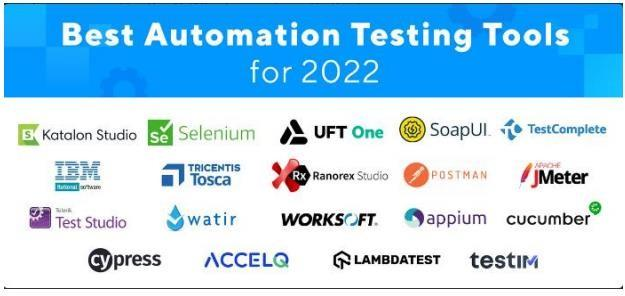 Best Automation Testing Tools
for 2022
Katalon Studio Se Selenium UFT One SoapUI TestComplete
IBM TRICENTIS Rx Ranorex Studio POSTMAN APACHE
Rational software Tosca JMeter
Telerik
Test Studio watir WORKSOFT appium cucumber
cypress ACCELQ LAMBDATEST testim